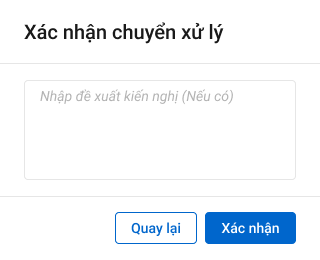 Xác nhận chuyển xử lý
Nhập đề xuất kiến nghị (Nếu có)
Quay lại
Xác nhận